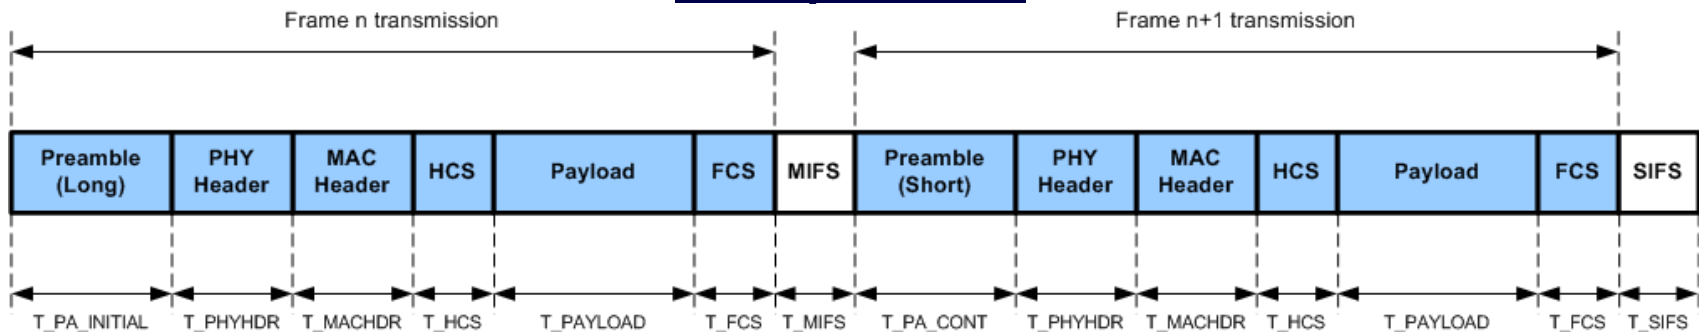 Frame n transmission
Frame n+1 transmission
Preamble (Long)
PHY Header
MAC Header
HCS
Payload
FCS
MIFS
Preamble (Short)
PHY Header
MAC Header
HCS
Payload
FCS
SIFS
T_PA_INITIAL
T_PHYHDR
T_MACHDR
T_HCS
T_PAYLOAD
T_FCS
T_MIFS
T_PA_CONT
T_PHYHDR
T_MACHDR
T_HCS
T_PAYLOAD
T_FCS
T_SIFS